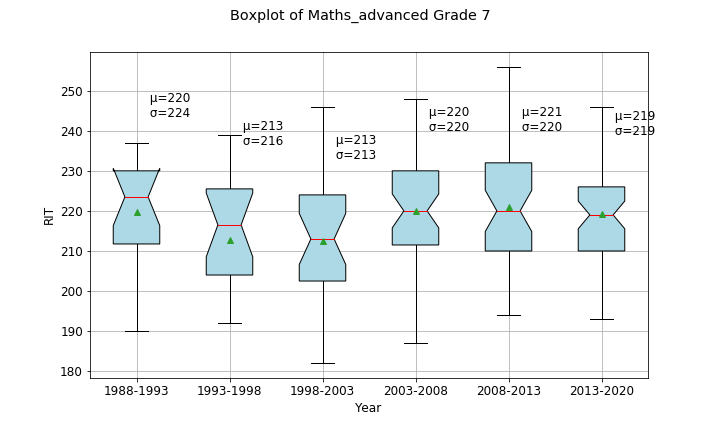 Boxplot of Maths_advanced Grade 7
RIT
250
240
230
220
210
200
190
180
μ=220
σ=224
μ=213
σ=216
μ=213
σ=213
μ=220
σ=220
μ=221
σ=220
μ=219
σ=219
1988-1993 1993-1998 1998-2003 2003-2008 2008-2013 2013-2020
Year